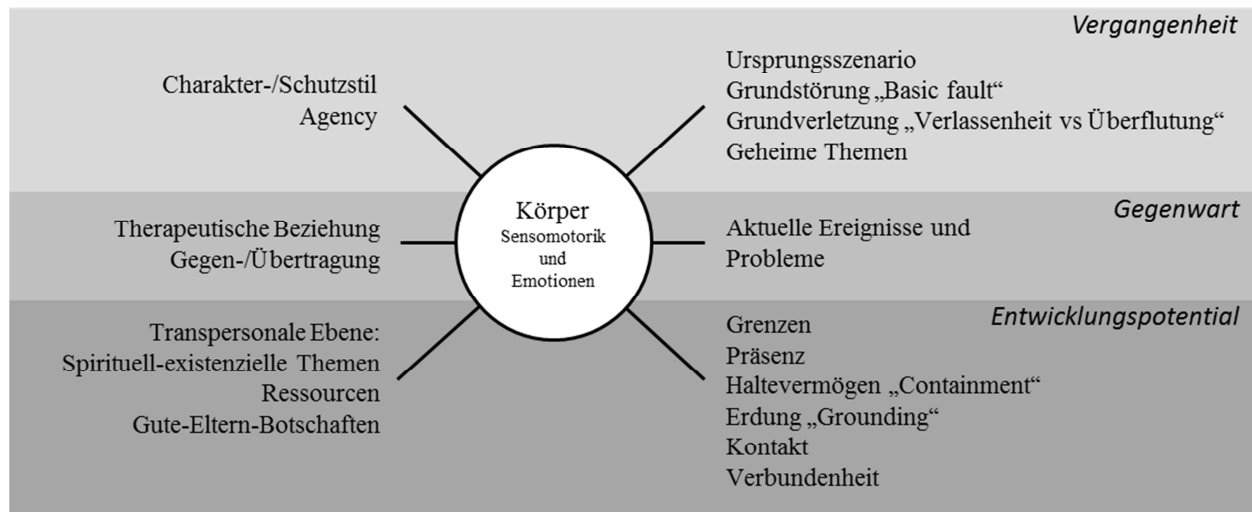 Vergangenheit
Charakter-/Schutzstil
Agency
Ursprungsszenario
Grundstörung „Basic fault“
Grundverletzung „Verlassenheit vs Überflutung“
Geheime Themen
Körper
Sensomotorik
und
Emotionen
Gegenwart
Therapeutische Beziehung
Gegen-/Übertragung
Aktuelle Ereignisse und
Probleme
Entwicklungspotential
Transpersonale Ebene:
Spirituell-existenzielle Themen
Ressourcen
Gute-Eltern-Botschaften
Grenzen
Präsenz
Haltevermögen „Containment“
Erdung „Grounding“
Kontakt
Verbundenheit